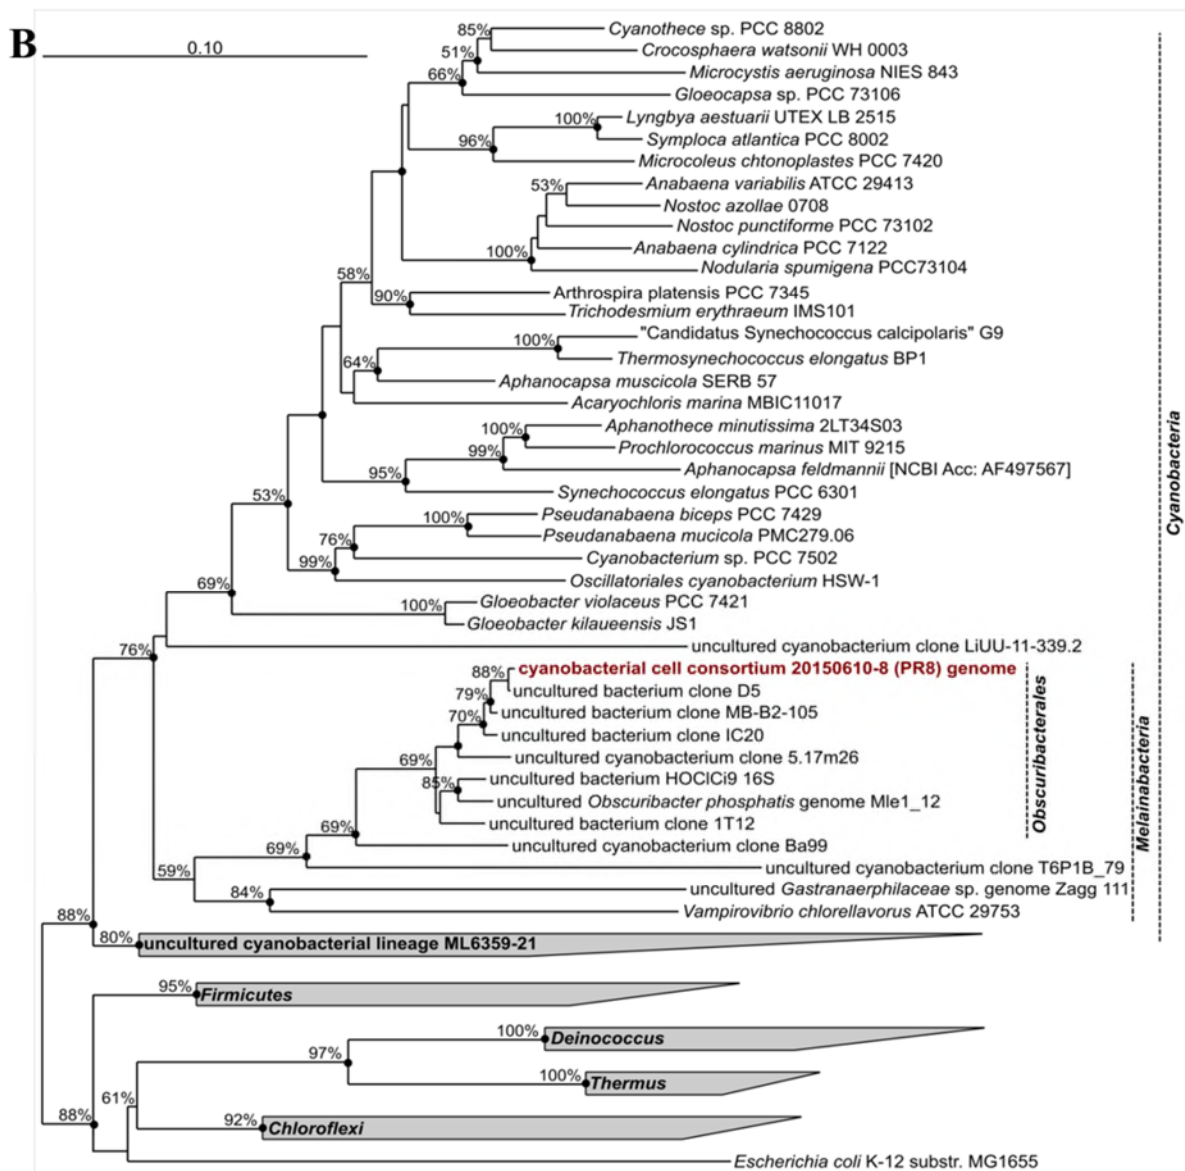 B
0.10
85%
Cyanothece sp. PCC 8802
Crocosphaera watsonii WH 0003
51%
Microcystis aeruginosa NIES 843
66%
Gloeocapsa sp. PCC 73106
100%
Lyngbya aestuarii UTEX LB 2515
Symploca atlantica PCC 8002
96%
Microcoleus chtonoplastes PCC 7420
53%
Anabaena variabilis ATCC 29413
Nostoc azollae 0708
Nostoc punctiforme PCC 73102
Anabaena cylindrica PCC 7122
100%
Nodularia spumigena PCC73104
58%
90%
Arthrospira platensis PCC 7345
Trichodesmium erythraeum IMS101
100%
"Candidatus Synechococcus calcipolaris" G9
Thermosynechococcus elongatus BP1
64%
Aphanocapsa muscicola SERB 57
Acaryochloris marina MBIC11017
100%
Aphanothece minutissima 2LT34S03
Prochlorococcus marinus MIT 9215
99%
Aphanocapsa feldmannii [NCBI Acc: AF497567]
95%
Synechococcus elongatus PCC 6301
53%
100%
Pseudanabaena biceps PCC 7429
Pseudanabaena mucicola PMC279.06
76%
Cyanobacterium sp. PCC 7502
99%
Oscillatoriales cyanobacterium HSW-1
69%
100%
Gloeobacter violaceus PCC 7421
Gloeobacter kilaueensis JS1
76%
uncultured cyanobacterium clone LiUU-11-339.2
88%
cyanobacterial cell consortium 20150610-8 (PR8) genome
uncultured bacterium clone D5
79%
uncultured bacterium clone MB-B2-105
70%
uncultured bacterium clone IC20
69%
uncultured cyanobacterium clone 5.17m26
85%
uncultured bacterium HOClCi9 16S
uncultured Obscuribacter phosphatis genome Mle1_12
uncultured bacterium clone 1T12
69%
uncultured cyanobacterium clone Ba99
69%
uncultured cyanobacterium clone T6P1B_79
59%
84%
uncultured Gastranaerphilaceae sp. genome Zagg 111
Vampirovibrio chlorellavorus ATCC 29753
88%
80%
uncultured cyanobacterial lineage ML6359-21
Obscuribacterales
Melainabacteria
Cyanobacteria
95%
Firmicutes
100%
Deinococcus
97%
100%
Thermus
61%
88%
92%
Chloroflexi
Escherichia coli K-12 substr. MG1655